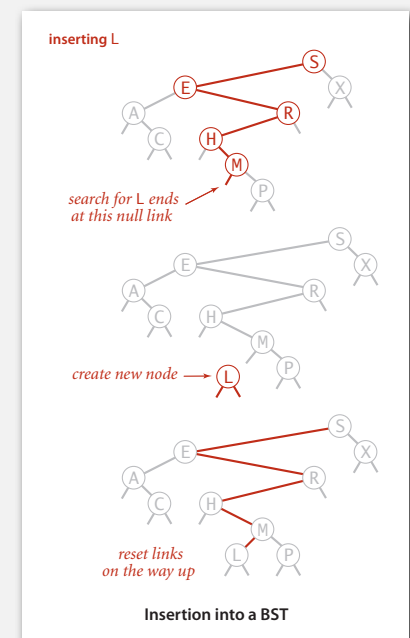 inserting L
S
E
X
A
R
C
H
M
P
search for L ends
at this null link
S
E
X
A
R
C
H
M
P
create new node
L
S
E
X
A
R
C
H
M
L
P
reset links
on the way up
Insertion into a BST